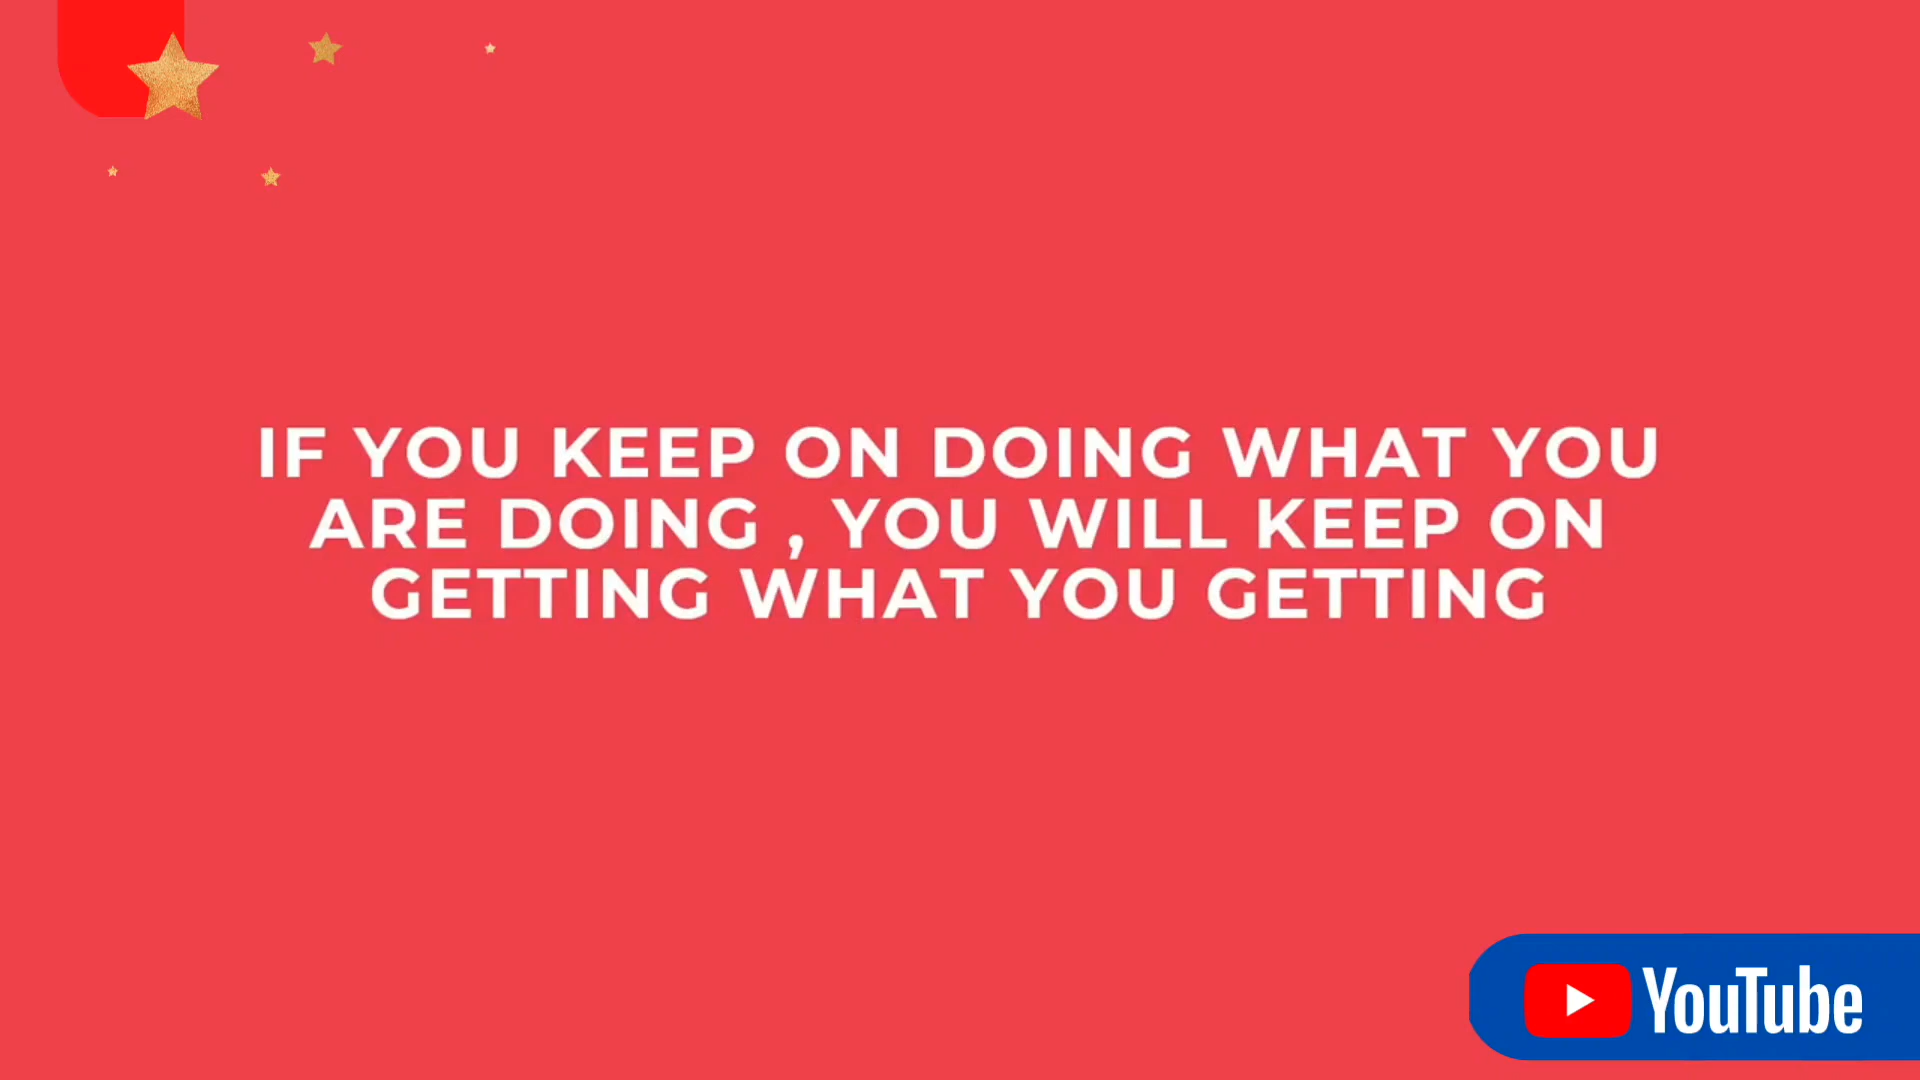 IF YOU KEEP ON DOING WHAT YOU
ARE DOING , YOU WILL KEEP ON
GETTING WHAT YOU GETTING
YouTube